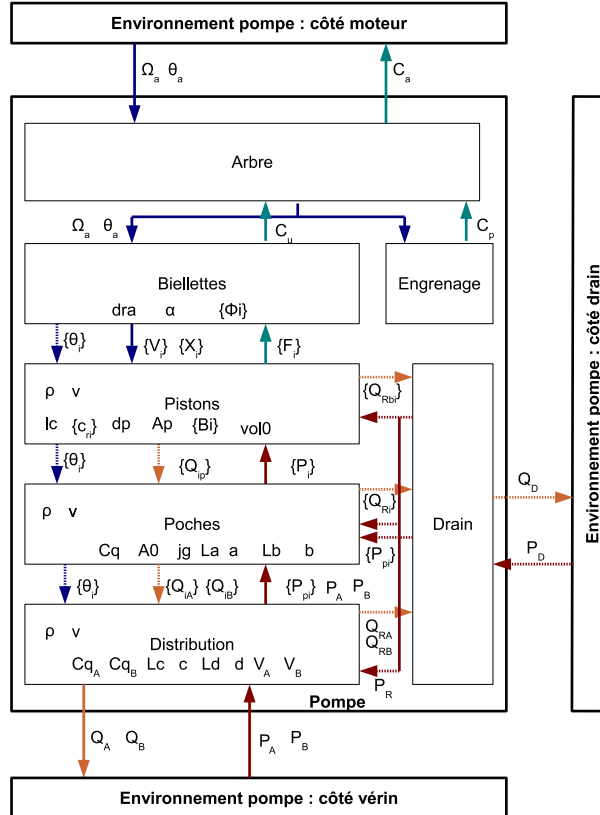 Environnement pompe : côté moteur
Ωa θa
Ca
Arbre
Ωa θa
Cu
Cp
Biellettes
dra α {Φi}
Engrenage
{θi}
{Vi} {Xi}
{Fi}
ρ v
Pistons
lc {cri} dp Ap {Bi} vol0
{QRbi}
{θi}
{Qip}
{Pi}
ρ v
Poches
Cq A0 jg La a Lb b
{QRi}
{Ppi}
Drain
QD
PD
Environnement pompe : côté drain
{θi}
{QiA} {QiB}
{Ppi} PA PB
ρ v
Distribution
CqA CqB Lc c Ld d VA VB
QRA
QRB
PR
Pompe
QA QB
PA PB
Environnement pompe : côté vérin